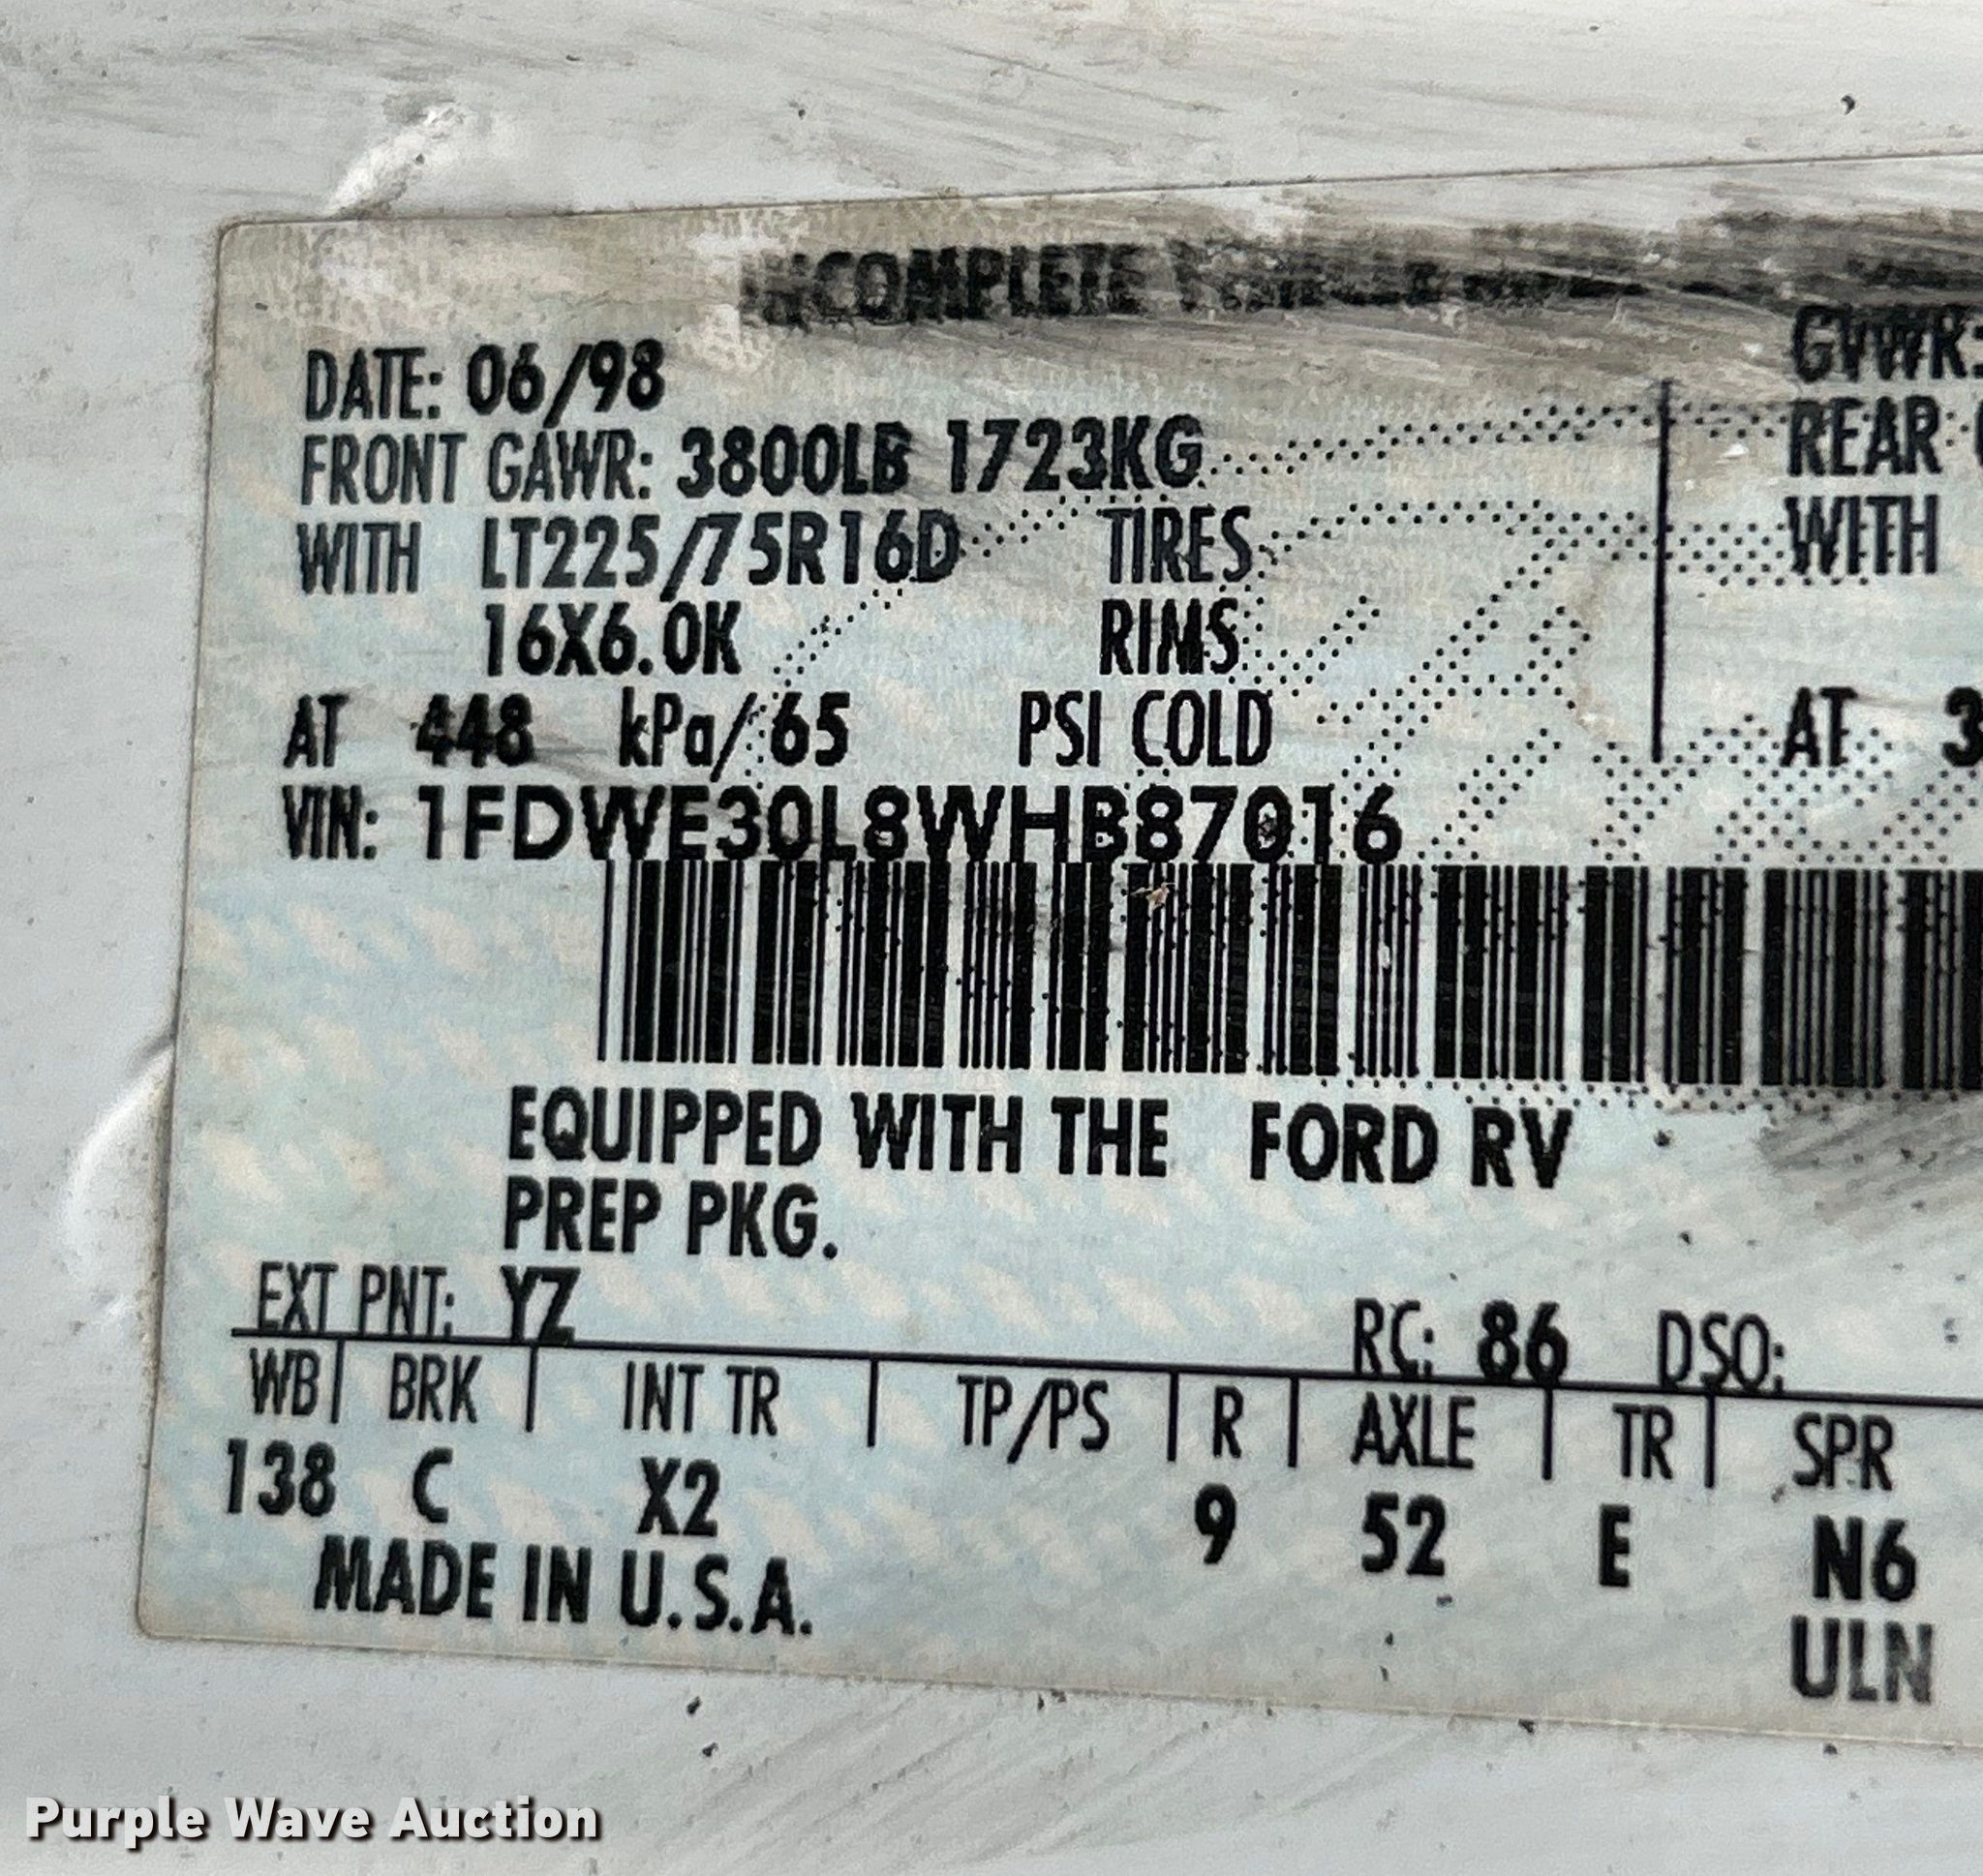 INCOMPLETE
DATE: 06/98
GVWR:
FRONT GAWR: 3800LB 1723KG
REAR
WITH LT225/75R16D TIRES
WITH
16X6.0K RIMS
AT 448 kPa/ 65 PSI COLD
AT 3
VIN: 1FDWE30L8WHB87016
EQUIPPED WITH THE FORD RV
PREP PKG.
EXT PNT: YZ RC: 86 DSO:
WB | BRK | INT TR | TP/PS | R | AXLE | TR | SPR
138 C X2 9 52 E N6
MADE IN U.S.A.
ULN
Purple Wave Auction